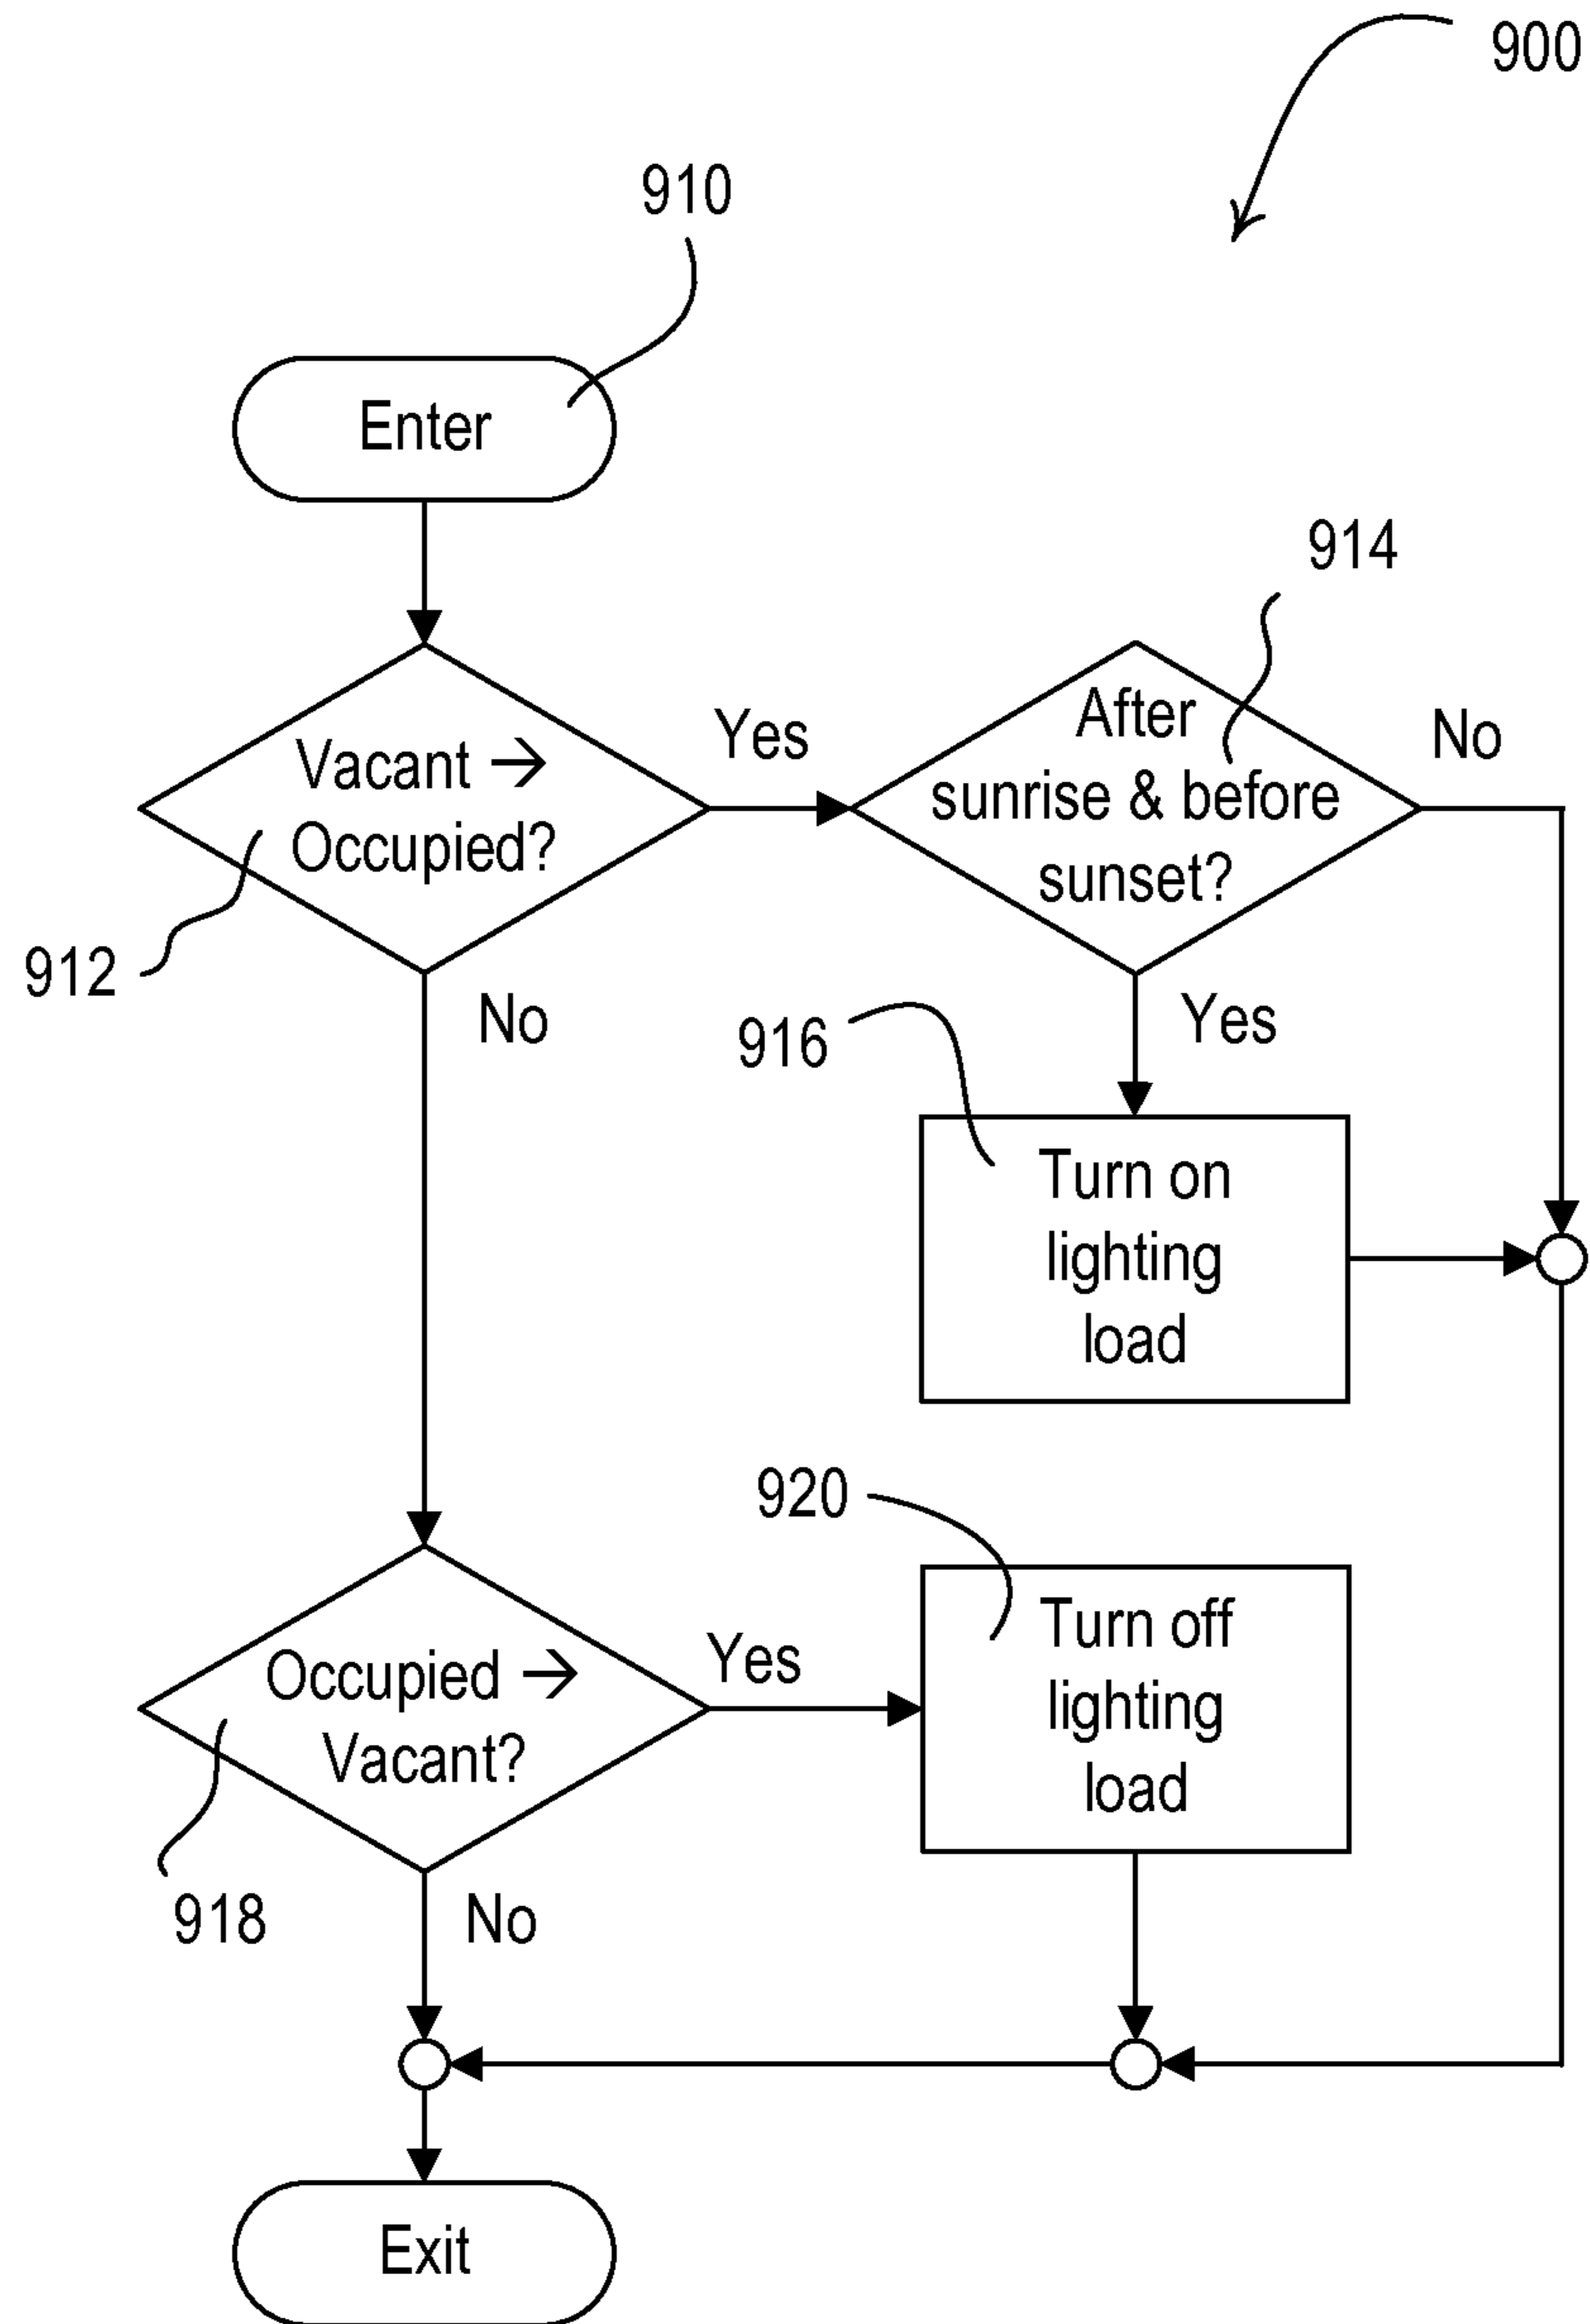 900
910
Enter
914
After
sunrise & before
sunset?
Yes
No
Vacant →
Occupied?
912
No
916
Yes
Turn on
lighting
load
920
Turn off
lighting
load
Occupied →
Vacant?
Yes
918
No
Exit